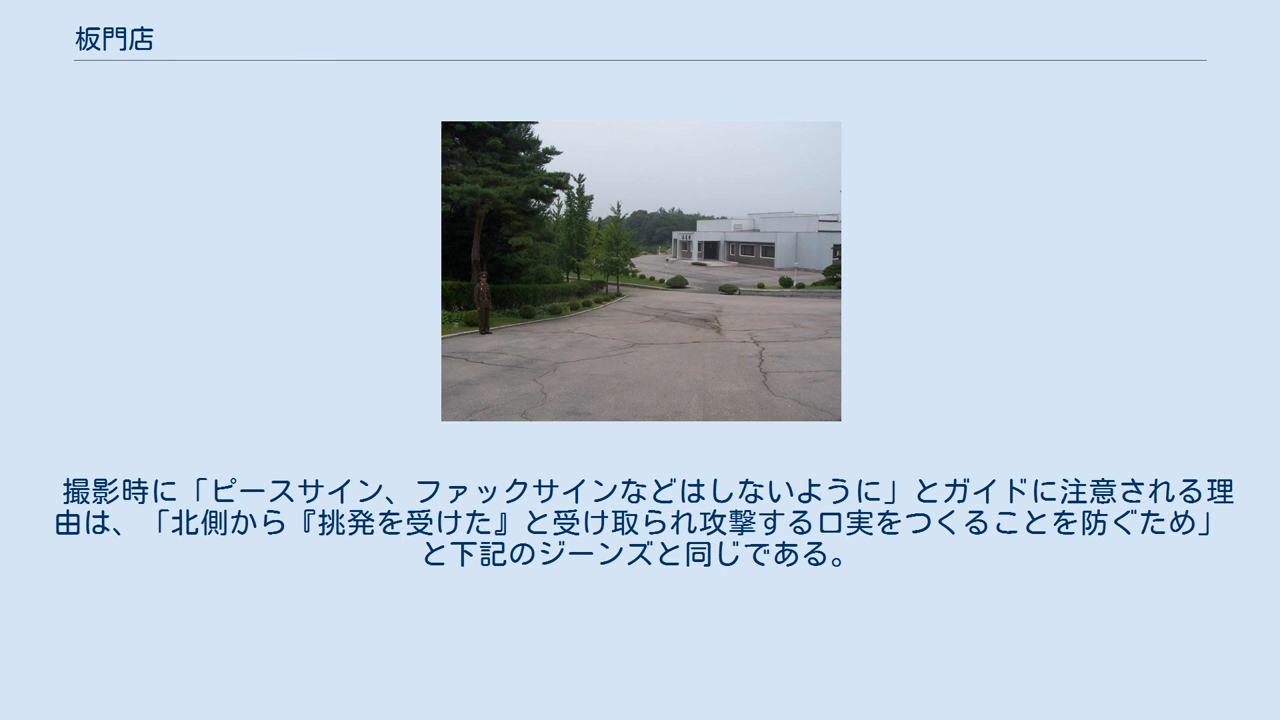 板門店
撮影時に「ピースサイン、ファックサインなどはしないように」とガイドに注意される理
由は、「北側から『挑発を受けた』と受け取られ攻撃する口実をつくることを防ぐため」
と下記のジーンズと同じである。